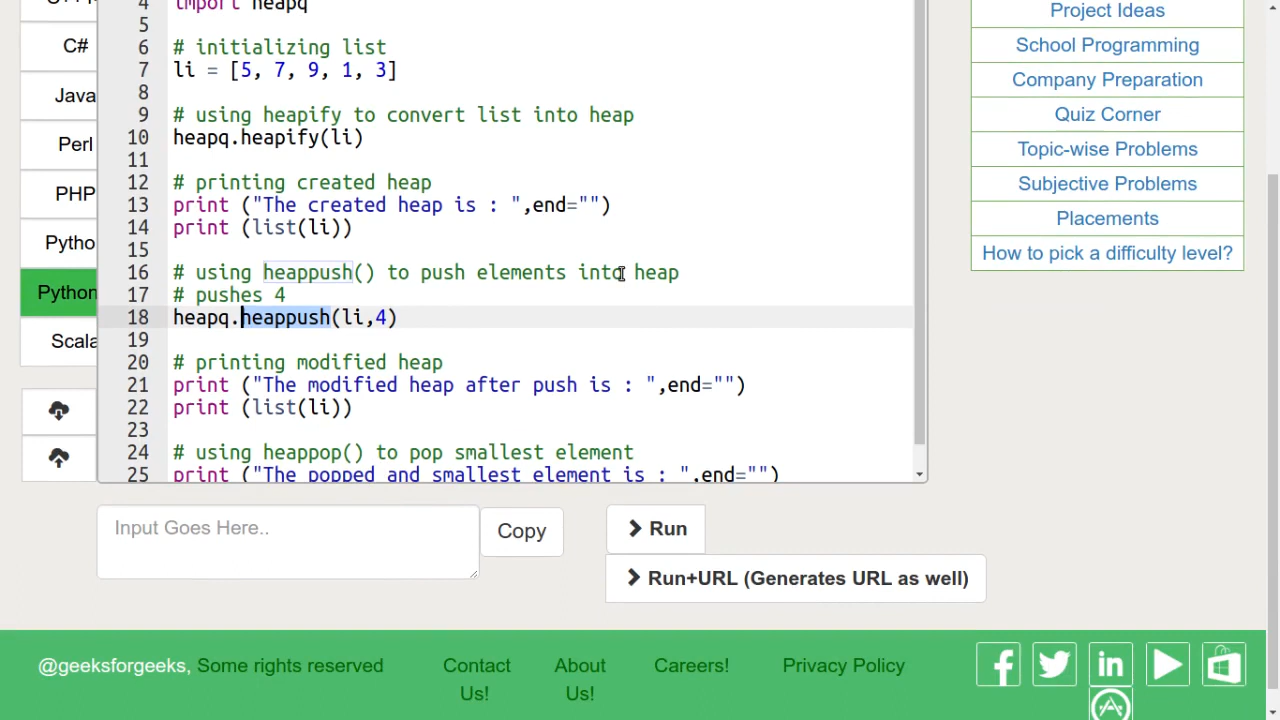 C#
Java
Perl
PHP
Pytho
Python
Scala
4 import heapq
5
6 # initializing list
7 li = [5, 7, 9, 1, 3]
8
9 # using heapify to convert list into heap
10 heapq.heapify(li)
11
12 # printing created heap
13 print ("The created heap is : ",end="")
14 print (list(li))
15
16 # using heappush() to push elements into heap
17 # pushes 4
18 heapq.heappush(li,4)
19
20 # printing modified heap
21 print ("The modified heap after push is : ",end="")
22 print (list(li))
23
24 # using heappop() to pop smallest element
25 print ("The popped and smallest element is : ",end="")
Project Ideas
School Programming
Company Preparation
Quiz Corner
Topic-wise Problems
Subjective Problems
Placements
How to pick a difficulty level?
Input Goes Here..
Copy
Run
Run+URL (Generates URL as well)
@geeksforgeeks, Some rights reserved
Contact
Us!
About
Us!
Careers!
Privacy Policy